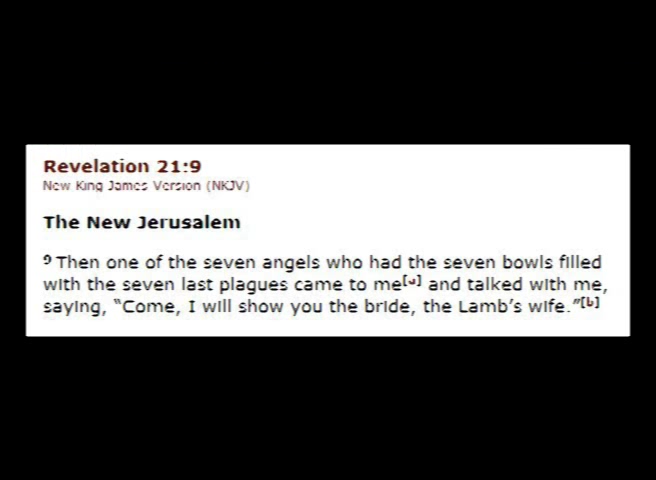 Revelation 21:9
New King James Version (NKJV)
The New Jerusalem
9 Then one of the seven angels who had the seven bowls filled
with the seven last plagues came to me[a] and talked with me,
saying, “Come, I will show you the bride, the Lamb’s wife.”[b]